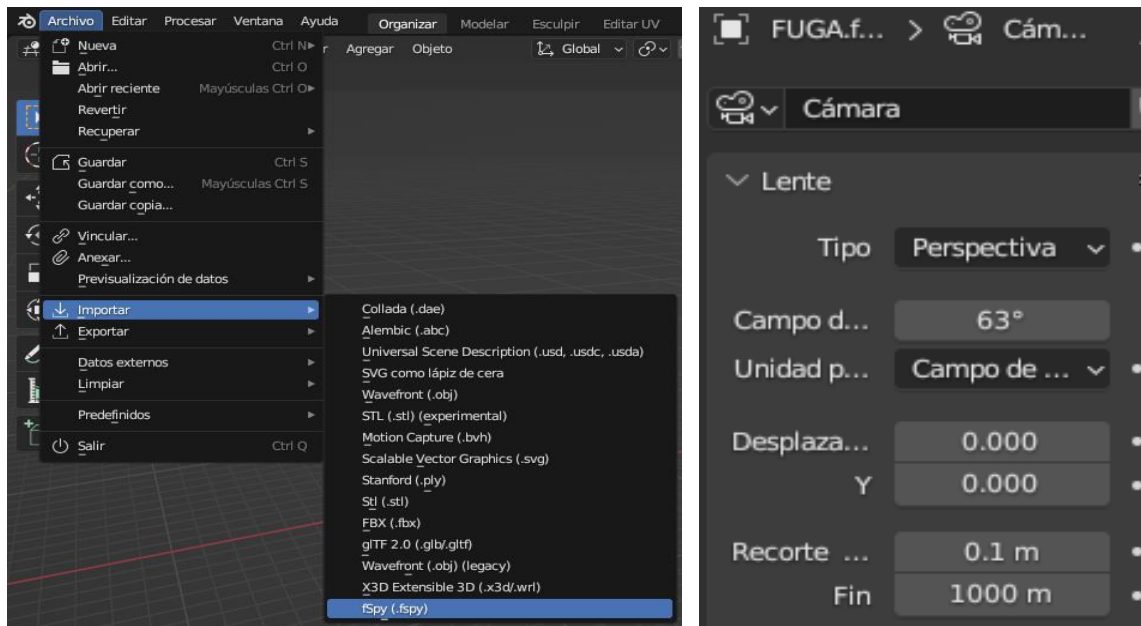 Archivo Editar Procesar Ventana Ayuda Organizar Modelar Esculpir Editar UV
Nueva Ctrl N
Agregar Objeto Global
Abrir... Ctrl O
Abrir reciente Mayúsculas Ctrl O
Revertir
Recuperar
Guardar Ctrl S
Guardar como... Mayúsculas Ctrl S
Guardar copia...
Vincular...
Anexar...
Previsualización de datos
Importar
Exportar
Datos externos
Limpiar
Predefinidos
Salir Ctrl Q
Collada (.dae)
Alembic (.abc)
Universal Scene Description (.usd, .usdc, .usda)
SVG como lápiz de cera
Wavefront (.obj)
STL (.stl) (experimental)
Motion Capture (.bvh)
Scalable Vector Graphics (.svg)
Stanford (.ply)
Stl (.stl)
FBX (.fbx)
glTF 2.0 (.glb/.gltf)
Wavefront (.obj) (legacy)
X3D Extensible 3D (.x3d/.wrl)
fSpy (.fspy)
FUGA.f... > Cám...
Cámara
Lente
Tipo Perspectiva
Campo d... 63°
Unidad p... Campo de ...
Desplaza... 0.000
Y 0.000
Recorte ... 0.1 m
Fin 1000 m